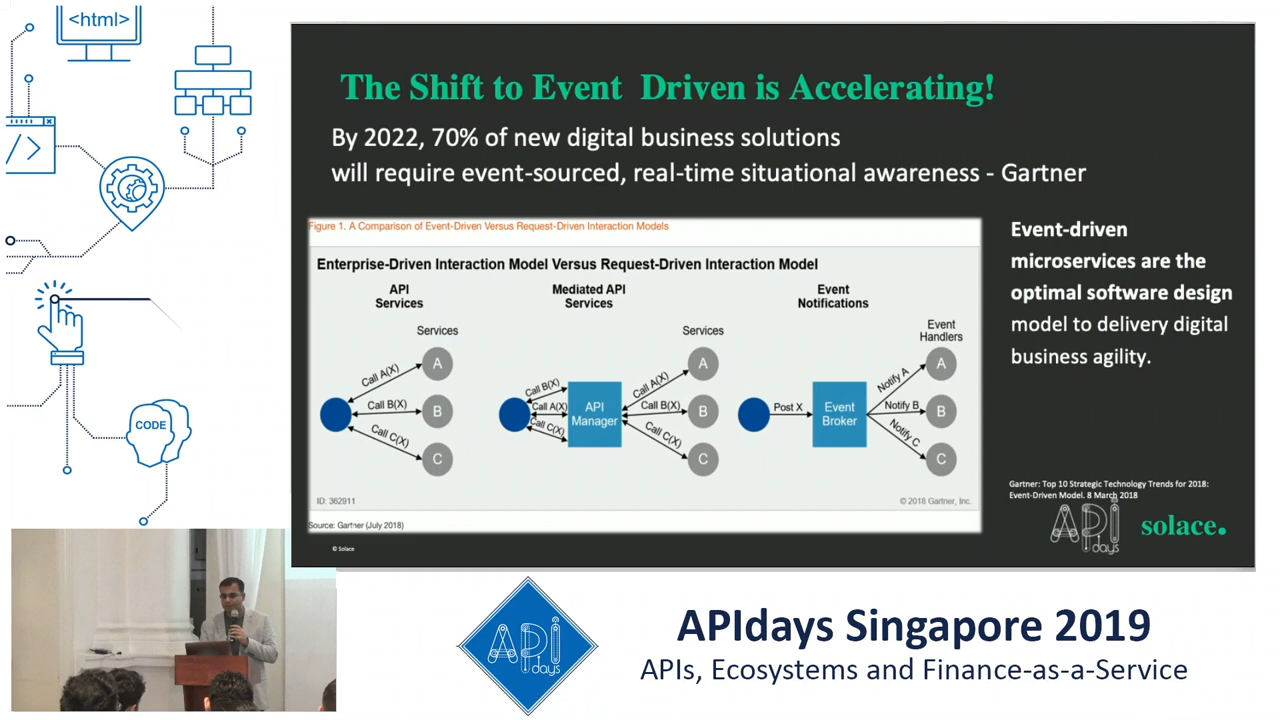 <html>
</>
CODE
The Shift to Event Driven is Accelerating!
By 2022, 70% of new digital business solutions
will require event-sourced, real-time situational awareness - Gartner
Figure 1. A Comparison of Event-Driven Versus Request-Driven Interaction Models
Enterprise-Driven Interaction Model Versus Request-Driven Interaction Model
API
Services
Services
Call A(X)
Call B(X)
Call C(X)
A
B
C
Mediated API
Services
Services
Call B(X)
Call A(X)
Call C(X)
API
Manager
Call A(X)
Call B(X)
Call C(X)
A
B
C
Event
Notifications
Event
Handlers
Post X
Event
Broker
Notify A
Notify B
Notify C
A
B
C
ID: 362911
© 2018 Gartner, Inc.
Source: Gartner (July 2018)
Event-driven
microservices are the
optimal software design
model to delivery digital
business agility.
Gartner: Top 10 Strategic Technology Trends for 2018:
Event-Driven Model. 8 March 2018
API
days
solace.
© Solace
API
days
APIdays Singapore 2019
APIs, Ecosystems and Finance-as-a-Service